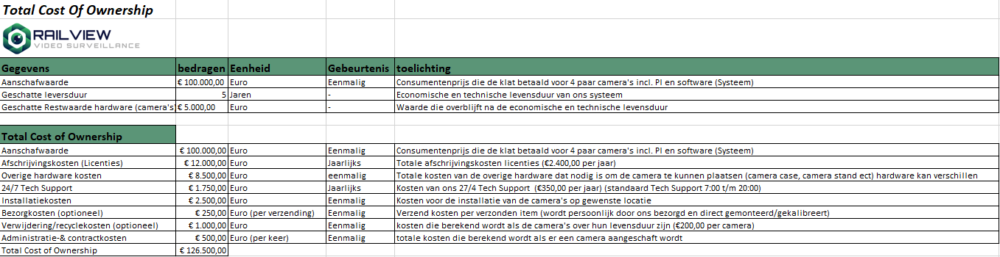 Total Cost Of Ownership
RAILVIEW
VIDEO SURVEILLANCE
Gegevens bedragen Eenheid Gebeurtenis toelichting
Aanschafwaarde € 100.000,00 Euro Eenmalig Consumentenprijs die de klat betaald voor 4 paar camera's incl. PI en software (Systeem)
Geschatte leversduur 5 Jaren - Economische en technische levensduur van ons systeem
Geschatte Restwaarde hardware (camera's) € 5.000,00 Euro - Waarde die overblijft na de economische en technische levensduur
Total Cost of Ownership
Aanschafwaarde € 100.000,00 Euro Eenmalig Consumentenprijs die de klat betaald voor 4 paar camera's incl. PI en software (Systeem)
Afschrijvingskosten (Licenties) € 12.000,00 Euro Jaarlijks Totale afschrijvingskosten licenties (€2.400,00 per jaar)
Overige hardware kosten € 8.500,00 Euro eenmalig Totale kosten van de overige hardware dat nodig is om de camera te kunnen plaatsen (camera case, camera stand ect) hardware kan verschillen
24/7 Tech Support € 1.750,00 Euro Jaarlijks Kosten van ons 27/4 Tech Support (€350,00 per jaar) (standaard Tech Support 7:00 t/m 20:00)
Installatiekosten € 2.500,00 Euro Eenmalig Kosten voor de installatie van de camera's op gewenste locatie
Bezorgkosten (optioneel) € 250,00 Euro (per verzending) Eenmalig Verzend kosten per verzonden item (wordt persoonlijk door ons bezorgd en direct gemonteerd/gekalibreert)
Verwijdering/recyclekosten (optioneel) € 1.000,00 Euro Eenmalig kosten die berekend wordt als de camera's over hun levensduur zijn (€200,00 per camera)
Administratie-& contractkosten € 500,00 Euro (per keer) Eenmalig totale kosten die berekend wordt als er een camera aangeschaft wordt
Total Cost of Ownership € 126.500,00